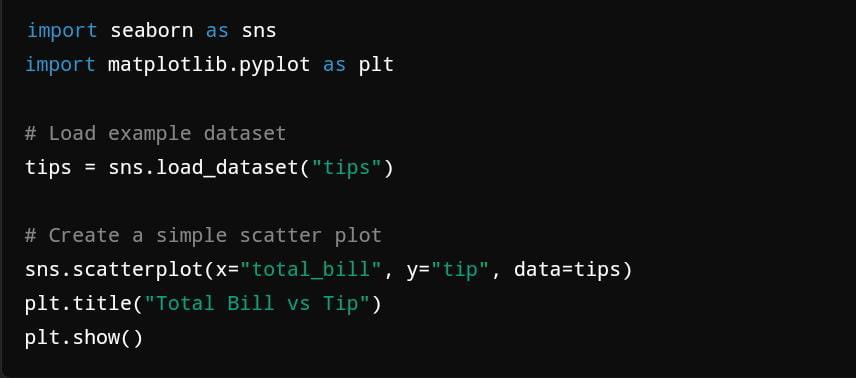 import seaborn as sns
import matplotlib.pyplot as plt
# Load example dataset
tips = sns.load_dataset("tips")
# Create a simple scatter plot
sns.scatterplot(x="total_bill", y="tip", data=tips)
plt.title("Total Bill vs Tip")
plt.show()